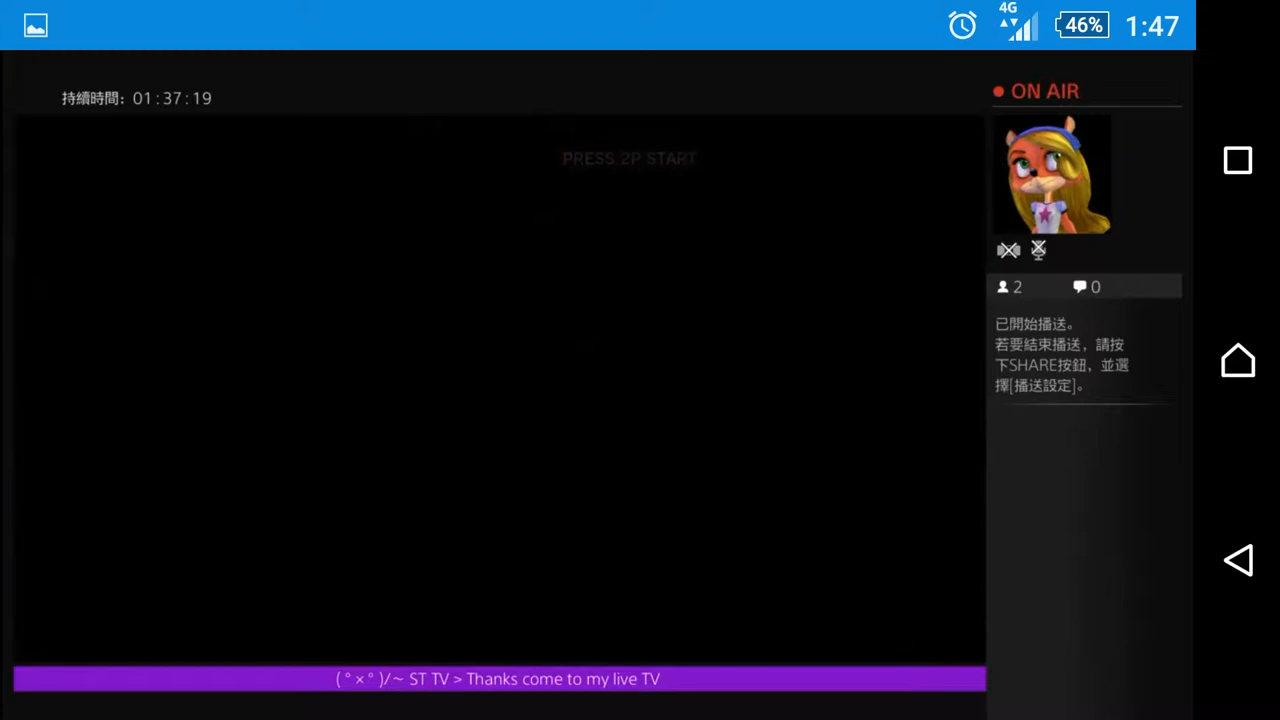 4G
46%
1:47
持續時間: 01:37:19
ON AIR
PRESS 2P START
2
0
已開始播送。
若要結束播送，請按
下SHARE按鈕，並選
擇[播送設定]。
( ° × ° )/~ ST TV > Thanks come to my live TV